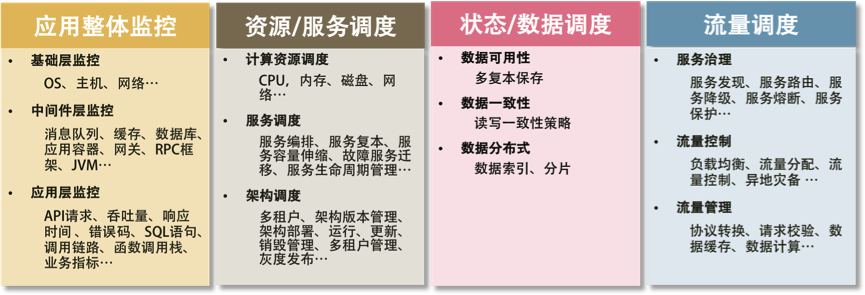 应用整体监控
• 基础层监控
OS、主机、网络…
• 中间件层监控
消息队列、缓存、数据库、
应用容器、网关、RPC框
架、JVM…
• 应用层监控
API请求、吞吐量、响应
时间 、错误码、SQL语句、
调用链路、函数调用栈、
业务指标…
资源/服务调度
• 计算资源调度
CPU，内存、磁盘、网
络…
• 服务调度
服务编排、服务复本、服
务容量伸缩、故障服务迁
移、服务生命周期管理…
• 架构调度
多租户、架构版本管理、
架构部署、运行、更新、
销毁管理、多租户管理、
灰度发布…
状态/数据调度
• 数据可用性
多复本保存
• 数据一致性
读写一致性策略
• 数据分布式
数据索引、分片
流量调度
• 服务治理
服务发现、服务路由、服
务降级、服务熔断、服务
保护…
• 流量控制
负载均衡、流量分配、流
量控制、异地灾备 …
• 流量管理
协议转换、请求校验、数
据缓存、数据计算…